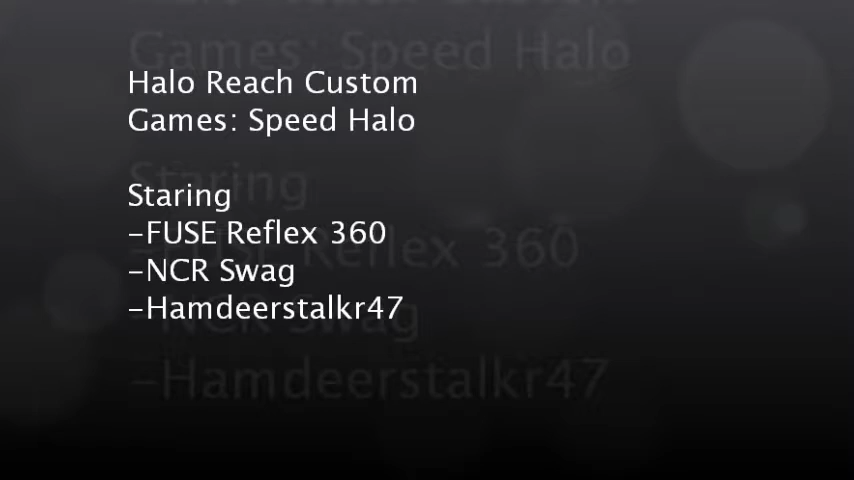 Halo Reach Custom
Games: Speed Halo
Staring
-FUSE Reflex 360
-NCR Swag
-Hamdeerstalkr47